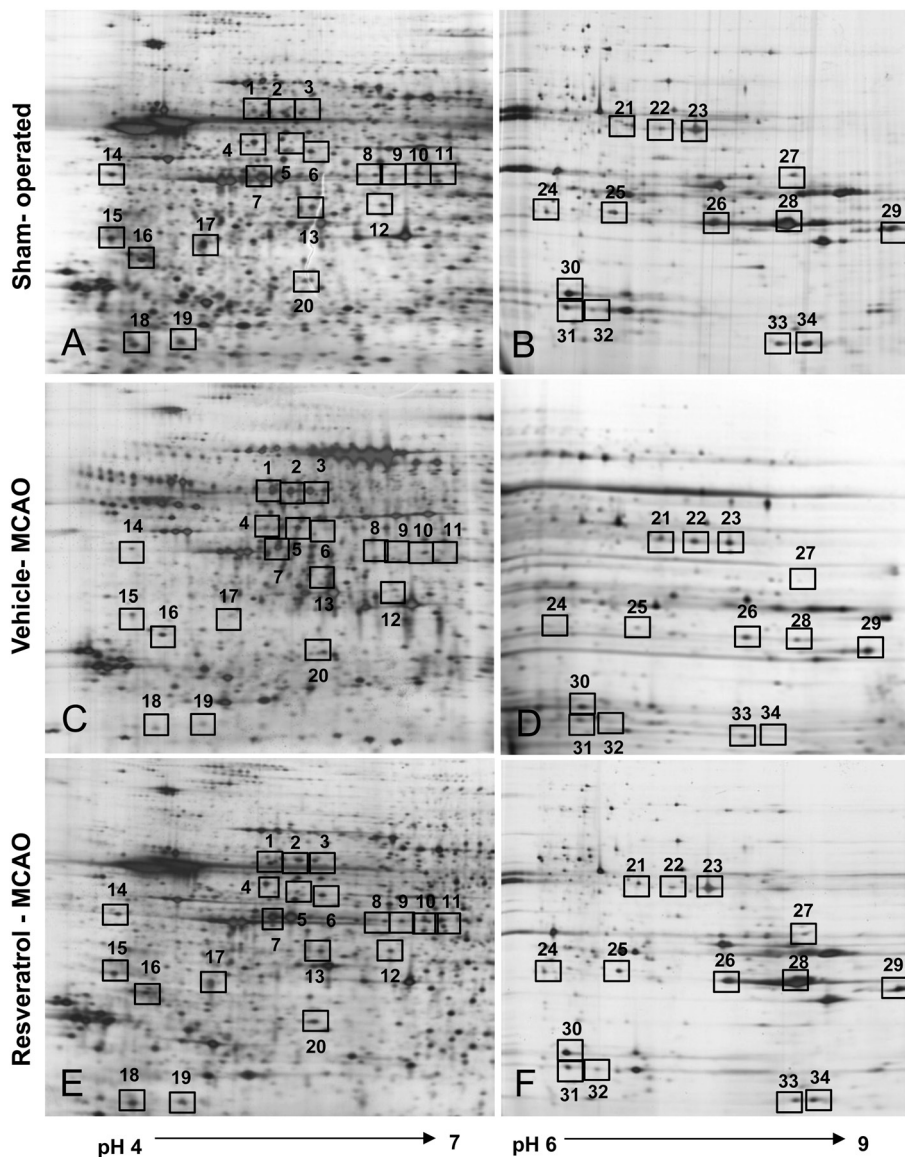 Sham- operated
1 2 3
4
5 6
7
8 9 10 11
12
13
14
15
16
17
18 19
20
A
21 22 23
24 25
26
27
28
29
30
31 32
33 34
B
Vehicle- MCAO
1 2 3
4
5 6
7
8 9 10 11
12
13
14
15
16
17
18 19
20
C
21 22 23
24 25
26
27
28
29
30
31 32
33 34
D
Resveratrol - MCAO
1 2 3
4
5 6
7
8 9 10 11
12
13
14
15
16
17
18 19
20
E
21 22 23
24 25
26
27
28
29
30
31 32
33 34
F
pH 4 7
pH 6 9